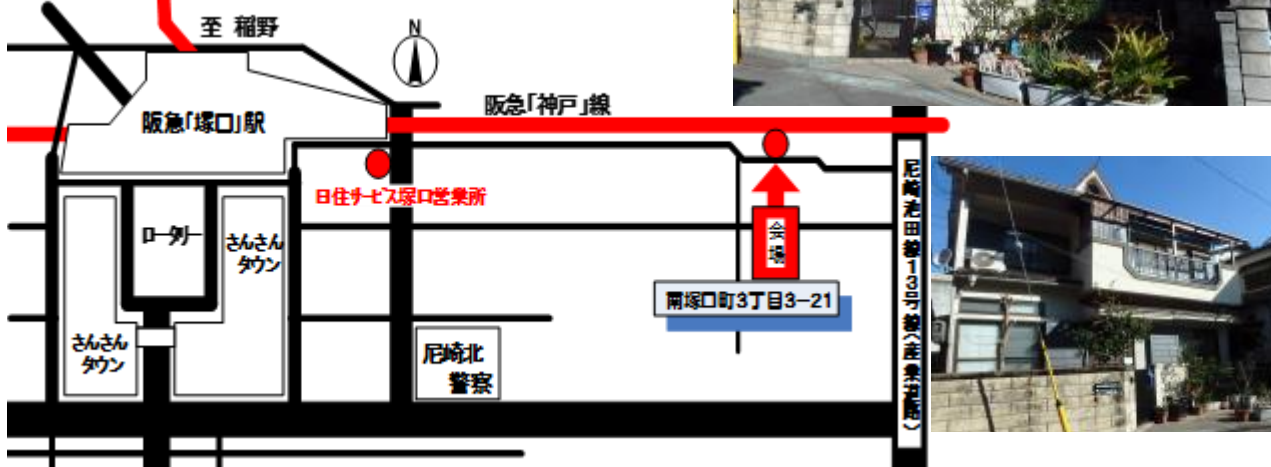 至 稲野
N
阪急「塚口」駅
阪急「神戸」線
日住サービス塚口営業所
ロータリー
さんさん
タウン
会場
南塚口町3丁目3-21
尼崎池田線13号線(産業道路)
さんさん
タウン
尼崎北
警察